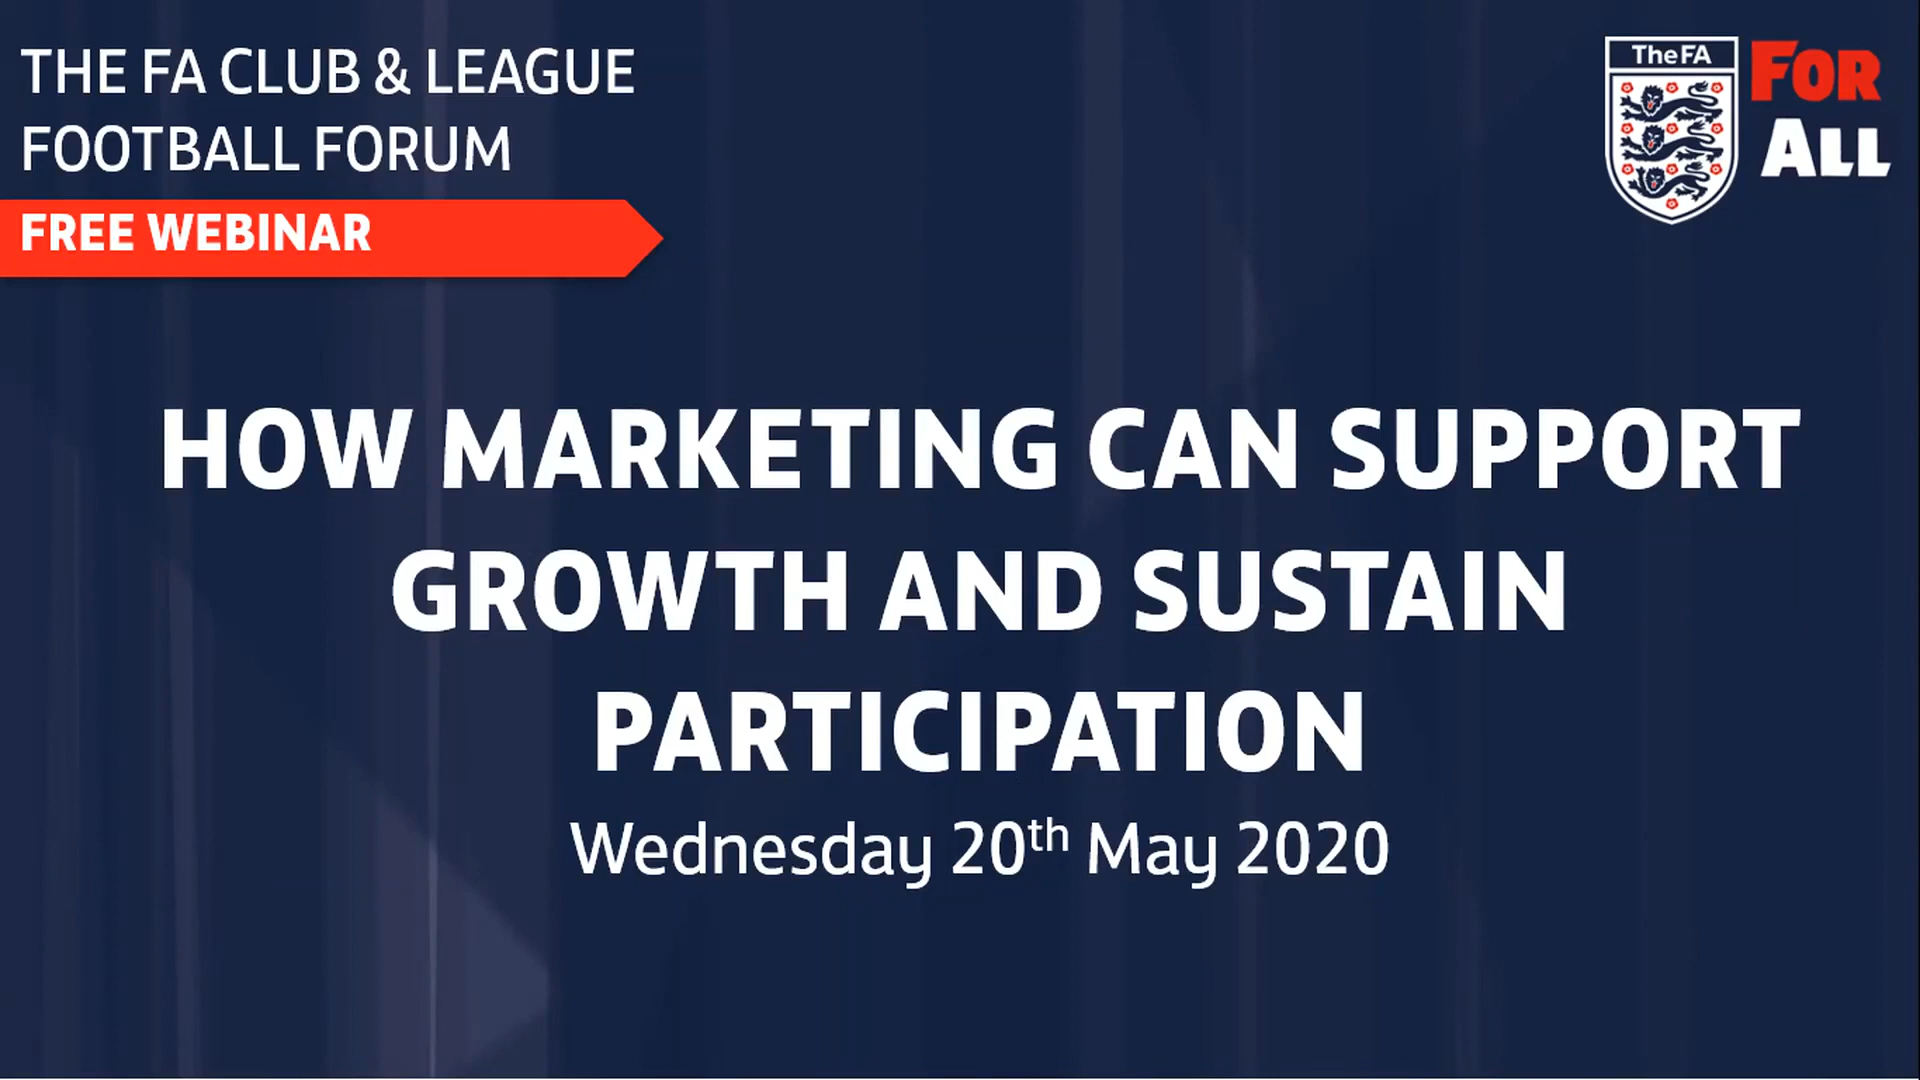 THE FA CLUB & LEAGUE
FOOTBALL FORUM
FREE WEBINAR
TheFA
FOR
ALL
HOW MARKETING CAN SUPPORT
GROWTH AND SUSTAIN
PARTICIPATION
Wednesday 20th May 2020